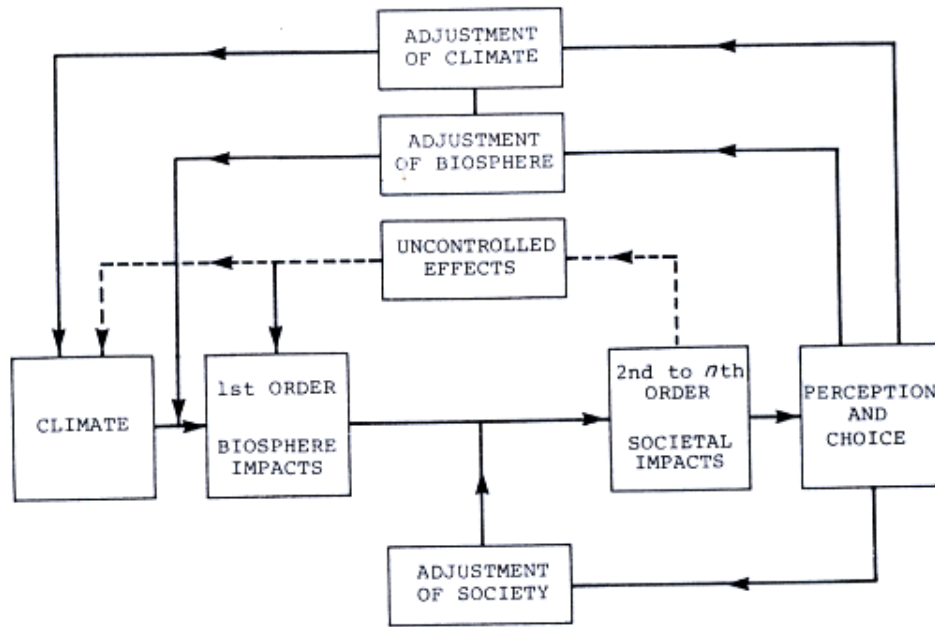 ADJUSTMENT
OF CLIMATE
ADJUSTMENT
OF BIOSPHERE
UNCONTROLLED
EFFECTS
CLIMATE
1st ORDER
BIOSPHERE
IMPACTS
2nd to nth
ORDER
SOCIETAL
IMPACTS
PERCEPTION
AND
CHOICE
ADJUSTMENT
OF SOCIETY